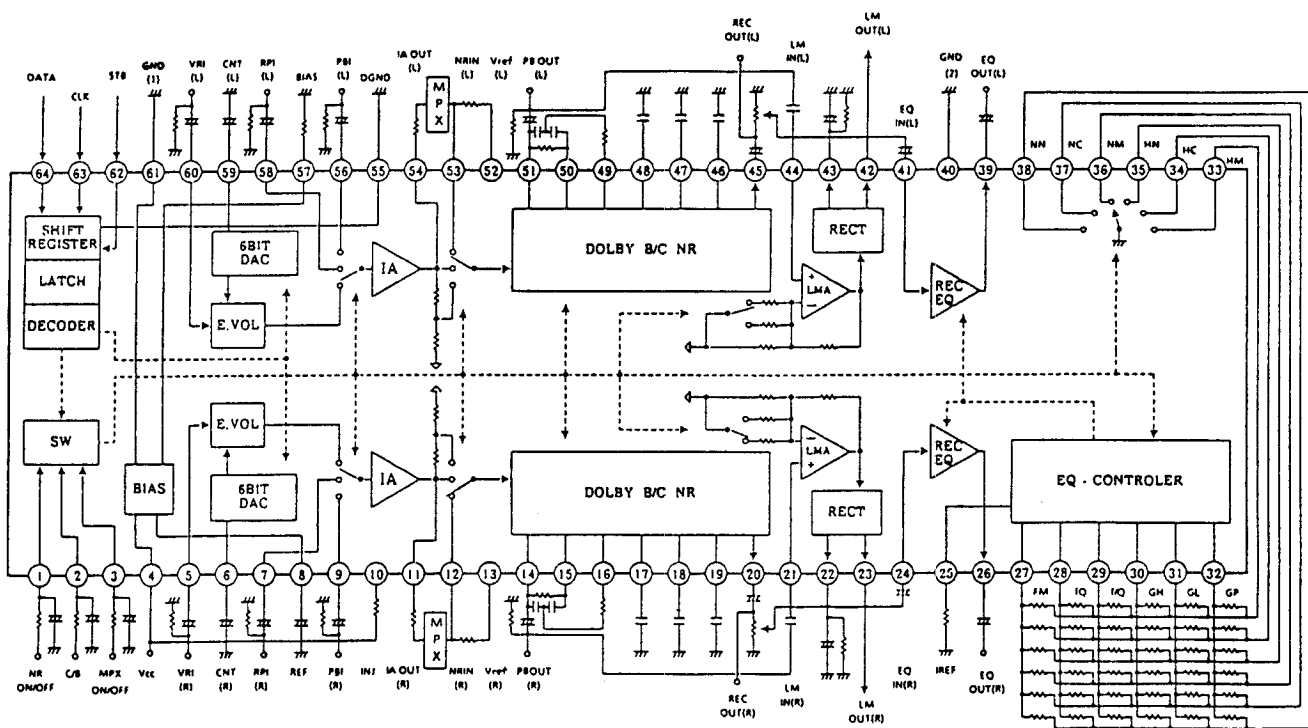 REC
OUT(L)
LM
OUT(L)
DATA
CLK
STB
GND
(1)
VRI
(L)
CNT
(L)
RPI
(L)
BIAS
PBI
(L)
DGND
IA OUT
(L)
MPX
NRIN
(L)
Vref
(L)
PB OUT
(L)
LM
IN(L)
EQ
IN(L)
GND
(2)
EQ
OUT(L)
64 63 62 61 60 59 58 57 56 55 54 53 52 51 50 49 48 47 46 45 44 43 42 41 40 39 38 37 36 35 34 33
NN NC NM HN HC HM
SHIFT
REGISTER
LATCH
DECODER
6BIT
DAC
E.VOL
IA
DOLBY B/C NR
+
LMA
−
RECT
REC
EQ
SW
BIAS
E.VOL
6BIT
DAC
IA
DOLBY B/C NR
−
LMA
+
RECT
REC
EQ
EQ - CONTROLER
1 2 3 4 5 6 7 8 9 10 11 12 13 14 15 16 17 18 19 20 21 22 23 24 25 26 27 28 29 30 31 32
FM GH GL GP
NR
ON/OFF
C/B
MPX
ON/OFF
Vcc
VRI
(R)
CNT
(R)
RPI
(R)
REF
PBI
(R)
INJ
IA OUT
(R)
MPX
NRIN
(R)
Vref
(R)
PBOUT
(R)
REC
OUT(R)
LM
IN(R)
LM
OUT(R)
EQ
IN(R)
IREF
EQ
OUT(R)